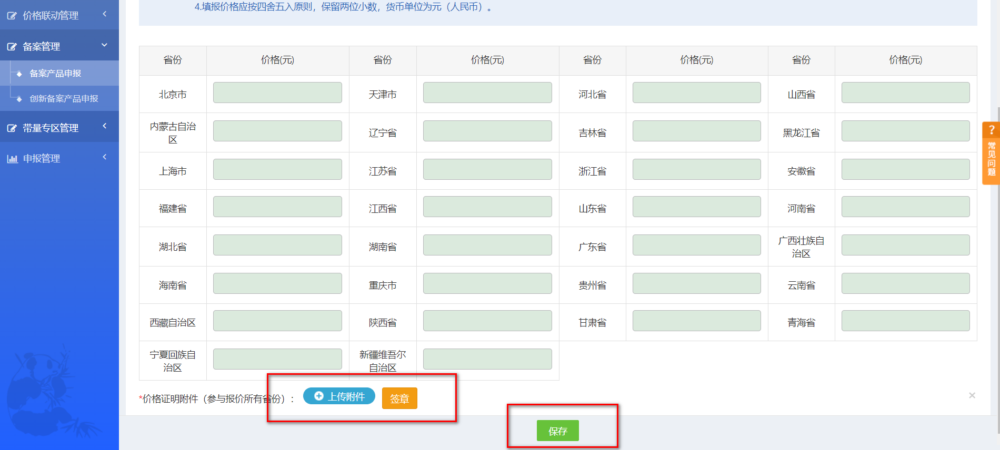 价格联动管理
备案管理
备案产品申报
创新备案产品申报
带量专区管理
申报管理
4.填报价格应按四舍五入原则，保留两位小数，货币单位为元（人民币）。
省份 价格(元) 省份 价格(元) 省份 价格(元) 省份 价格(元)
北京市 天津市 河北省 山西省
内蒙古自治
区
辽宁省 吉林省 黑龙江省
上海市 江苏省 浙江省 安徽省
福建省 江西省 山东省 河南省
湖北省 湖南省 广东省
广西壮族自
治区
海南省 重庆市 贵州省 云南省
西藏自治区 陕西省 甘肃省 青海省
宁夏回族自
治区
新疆维吾尔
自治区
*价格证明附件（参与报价所有省份）： 上传附件 签章 ×
保存
?
常见问题